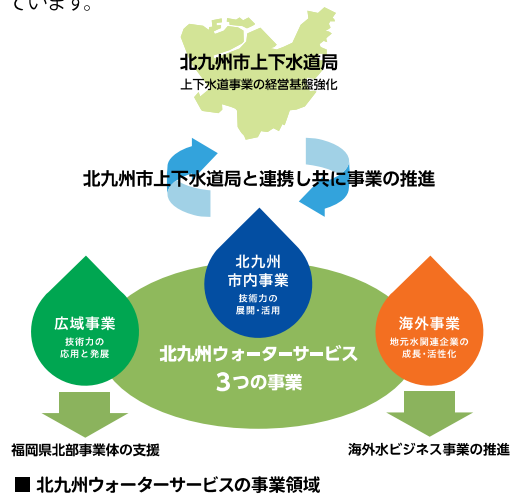 ています。
北九州市上下水道局
上下水道事業の経営基盤強化
北九州市上下水道局と連携し共に事業の推進
北九州
市内事業
技術力の
展開・活用
広域事業
技術力の
応用と発展
海外事業
地元水関連企業の
成長・活性化
北九州ウォーターサービス
3つの事業
福岡県北部事業体の支援
海外水ビジネス事業の推進
■ 北九州ウォーターサービスの事業領域